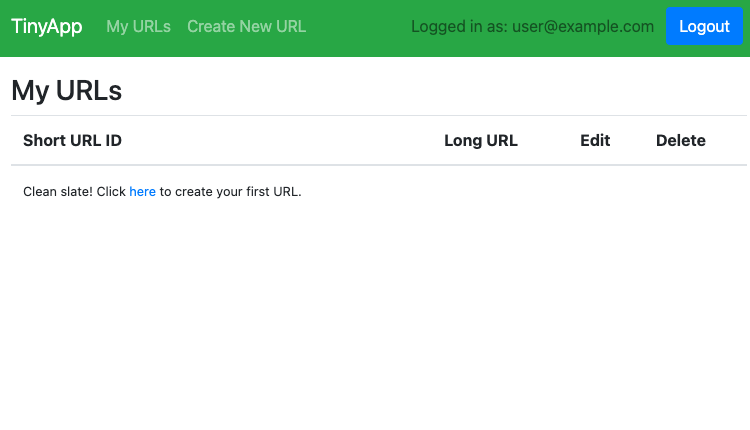 TinyApp My URLs Create New URL Logged in as: user@example.com Logout
My URLs
Short URL ID Long URL Edit Delete
Clean slate! Click here to create your first URL.